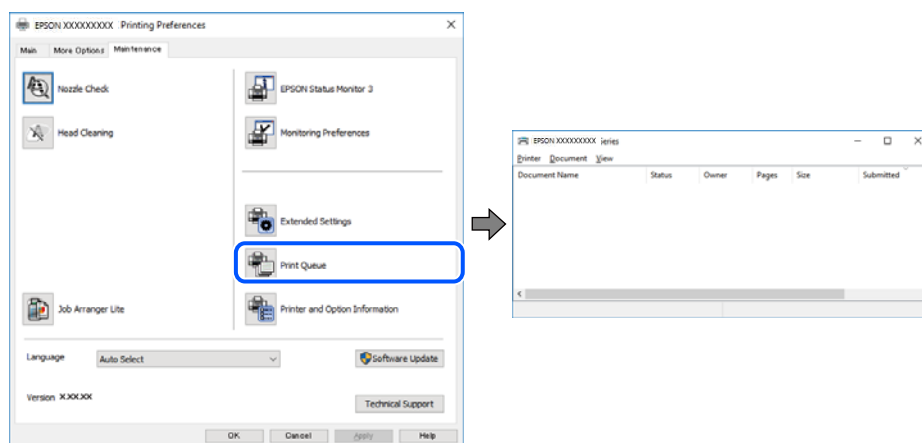 EPSON XXXXXXXXX Printing Preferences
Main More Options Maintenance
Nozzle Check
Head Cleaning
Job Arranger Lite
EPSON Status Monitor 3
Monitoring Preferences
Extended Settings
Print Queue
Printer and Option Information
Language Auto Select Software Update
Version X.XX.XX Technical Support
OK Cancel Apply Help
EPSON XXXXXXXXX ieries
Printer Document View
Document Name Status Owner Pages Size Submitted